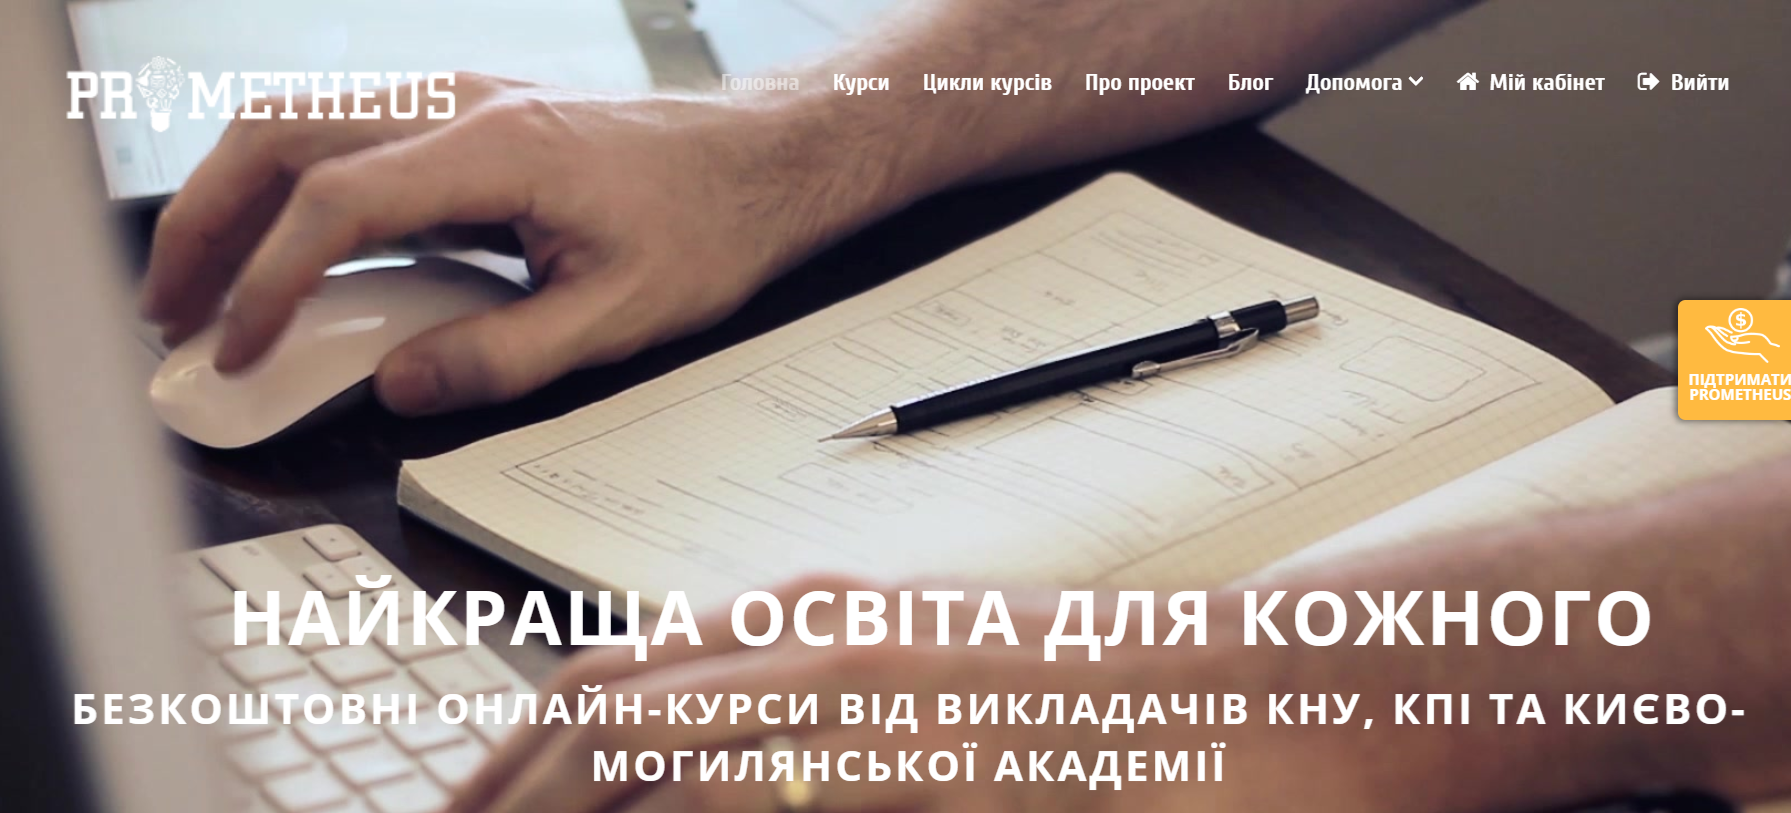 PROMETHEUS
Головна Курси Цикли курсів Про проект Блог Допомога Мій кабінет Вийти
$
ПІДТРИМАТИ
PROMETHEUS
НАЙКРАЩА ОСВІТА ДЛЯ КОЖНОГО
БЕЗКОШТОВНІ ОНЛАЙН-КУРСИ ВІД ВИКЛАДАЧІВ КНУ, КПІ ТА КИЄВО-
МОГИЛЯНСЬКОЇ АКАДЕМІЇ